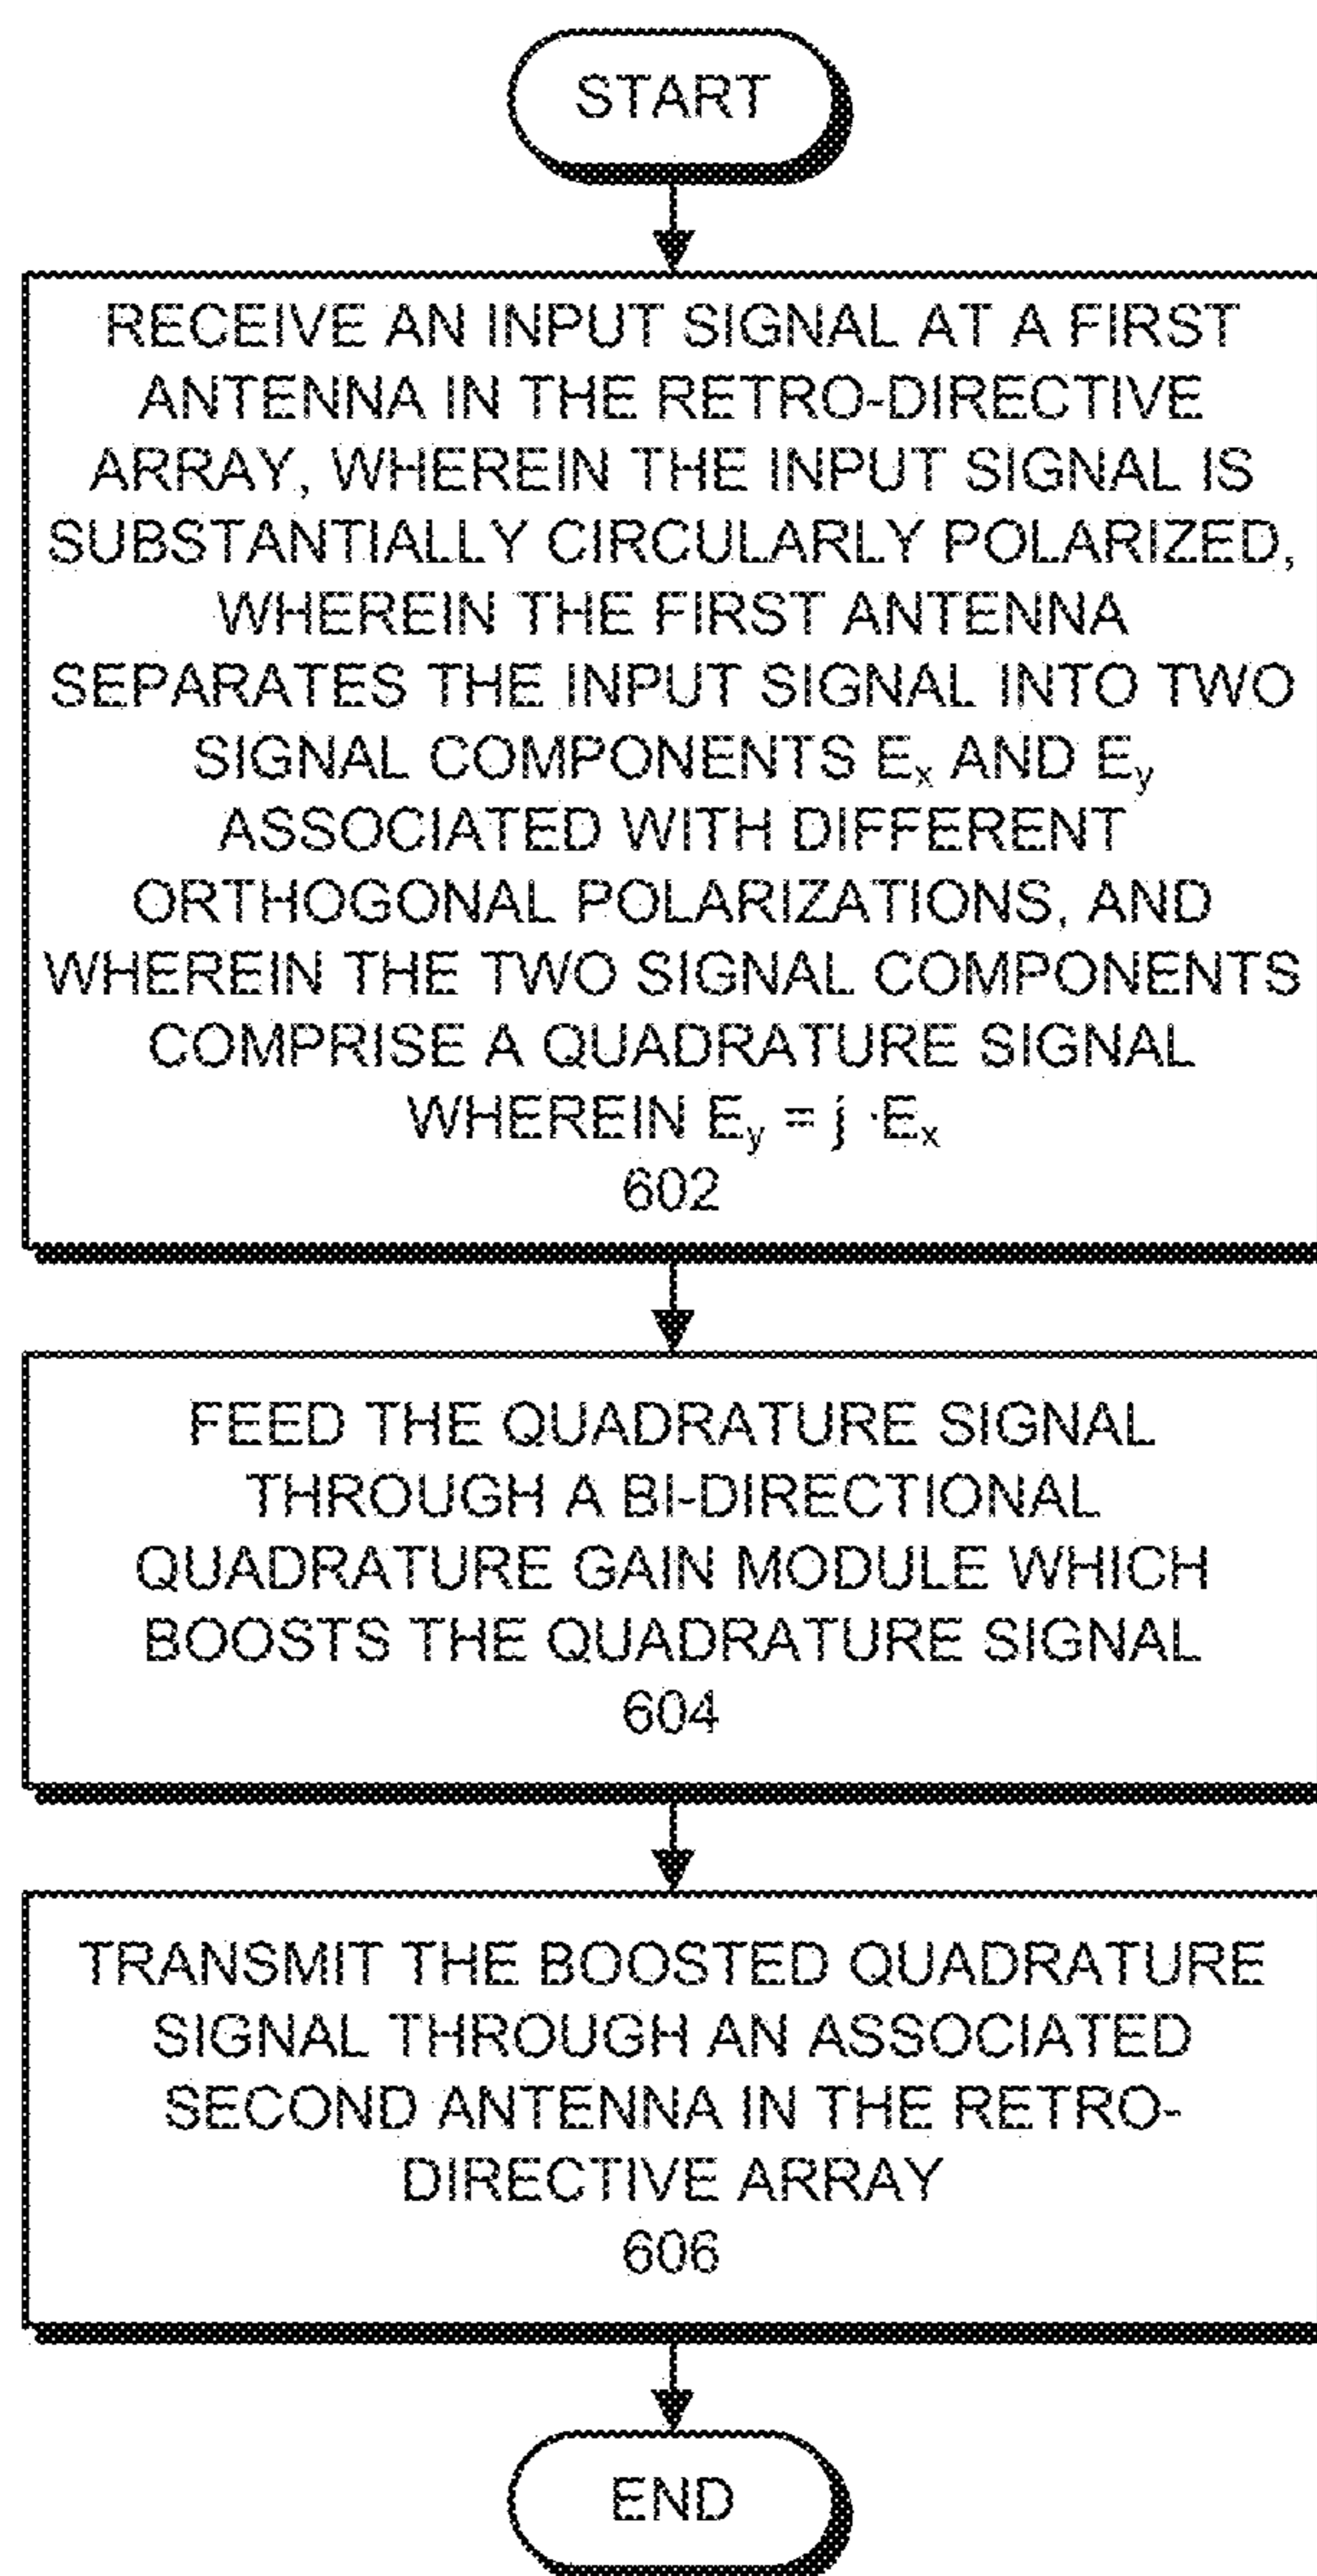 START
RECEIVE AN INPUT SIGNAL AT A FIRST
ANTENNA IN THE RETRO-DIRECTIVE
ARRAY, WHEREIN THE INPUT SIGNAL IS
SUBSTANTIALLY CIRCULARLY POLARIZED,
WHEREIN THE FIRST ANTENNA
SEPARATES THE INPUT SIGNAL INTO TWO
SIGNAL COMPONENTS Eₓ AND Eᵧ
ASSOCIATED WITH DIFFERENT
ORTHOGONAL POLARIZATIONS, AND
WHEREIN THE TWO SIGNAL COMPONENTS
COMPRISE A QUADRATURE SIGNAL
WHEREIN Eᵧ = j ·Eₓ
602
FEED THE QUADRATURE SIGNAL
THROUGH A BI-DIRECTIONAL
QUADRATURE GAIN MODULE WHICH
BOOSTS THE QUADRATURE SIGNAL
604
TRANSMIT THE BOOSTED QUADRATURE
SIGNAL THROUGH AN ASSOCIATED
SECOND ANTENNA IN THE RETRO-
DIRECTIVE ARRAY
606
END